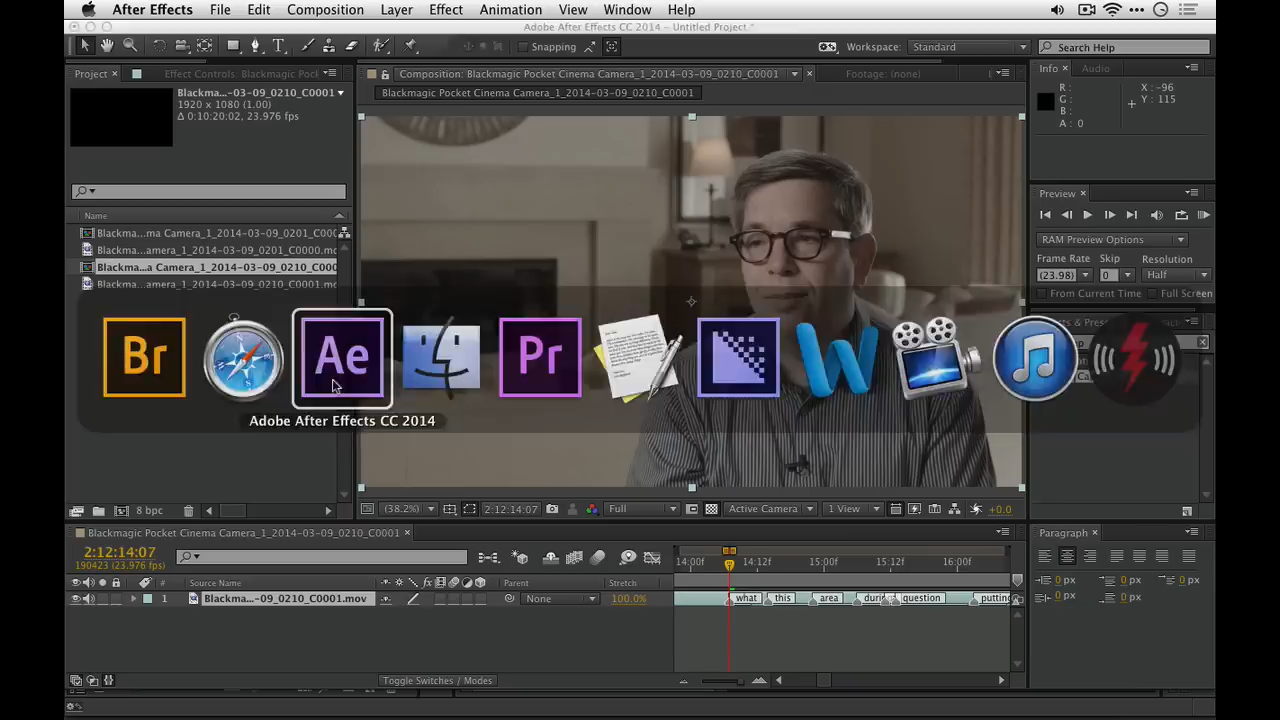 After Effects File Edit Composition Layer Effect Animation View Window Help
Adobe After Effects CC 2014 – Untitled Project *
Snapping
Workspace: Standard
Search Help
Project
Effect Controls: Blackmagic Pocl
Composition: Blackmagic Pocket Cinema Camera_1_2014-03-09_0210_C0001
Footage: (none)
Info
Audio
Blackma...-03-09_0210_C0001
1920 x 1080 (1.00)
Δ 0:10:20:02, 23.976 fps
Blackmagic Pocket Cinema Camera_1_2014-03-09_0210_C0001
R :
G :
B :
A : 0
X : -96
Y : 115
Preview
RAM Preview Options
Frame Rate Skip Resolution
(23.98) 0 Half
From Current Time Full Screen
Name
Blackma...ma Camera_1_2014-03-09_0201_C000
Blackma...amera_1_2014-03-09_0201_C0000.mo
Blackma...a Camera_1_2014-03-09_0210_C000
Blackma...amera_1_2014-03-09_0210_C0001.mo
Br
Ae
Pr
Adobe After Effects CC 2014
8 bpc
(38.2%)
2:12:14:07
Full
Active Camera
1 View
+0.0
Blackmagic Pocket Cinema Camera_1_2014-03-09_0210_C0001
2:12:14:07
190423 (23.976 fps)
14:00f 14:12f 15:00f 15:12f 16:00f
# Source Name Parent Stretch
1 Blackma...-09_0210_C0001.mov None 100.0%
what this area question putting
Toggle Switches / Modes
Paragraph
0 px 0 px 0 px
0 px 0 px